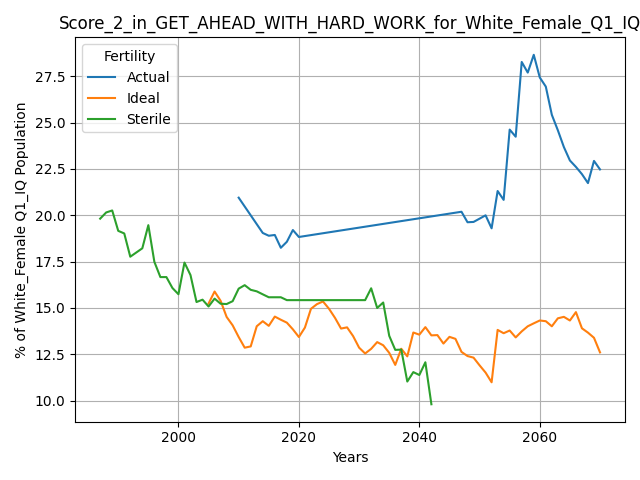 Score_2_in_GET_AHEAD_WITH_HARD_WORK_for_White_Female_Q1_IQ
Fertility
Actual
Ideal
Sterile
% of White_Female Q1_IQ Population
27.5
25.0
22.5
20.0
17.5
15.0
12.5
10.0
2000
2020
2040
2060
Years